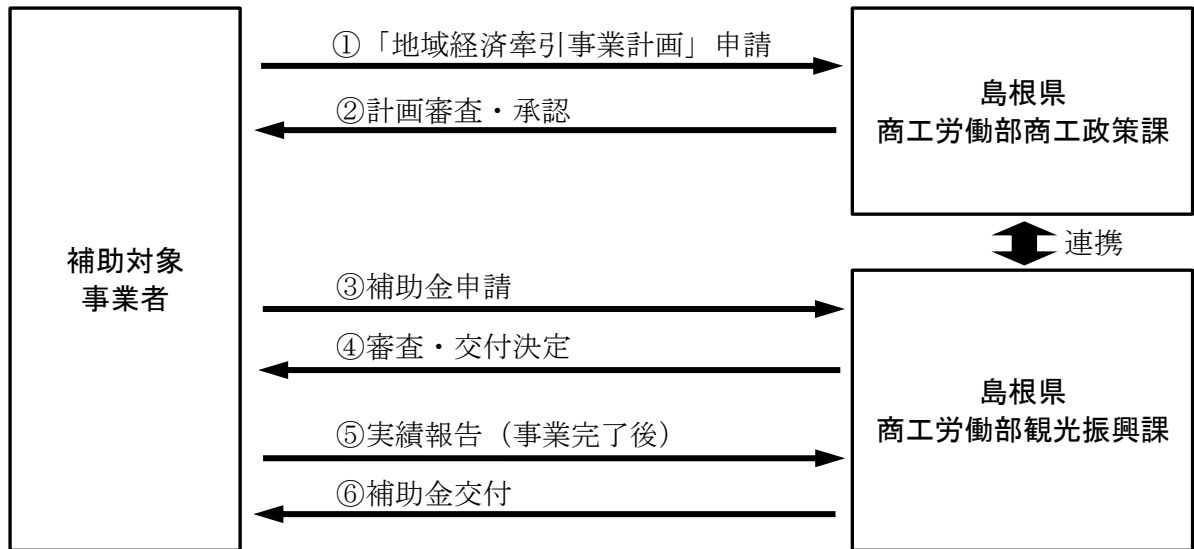 ①「地域経済牽引事業計画」申請
②計画審査・承認
島根県
商工労働部商工政策課
連携
補助対象
事業者
③補助金申請
④審査・交付決定
⑤実績報告（事業完了後）
⑥補助金交付
島根県
商工労働部観光振興課